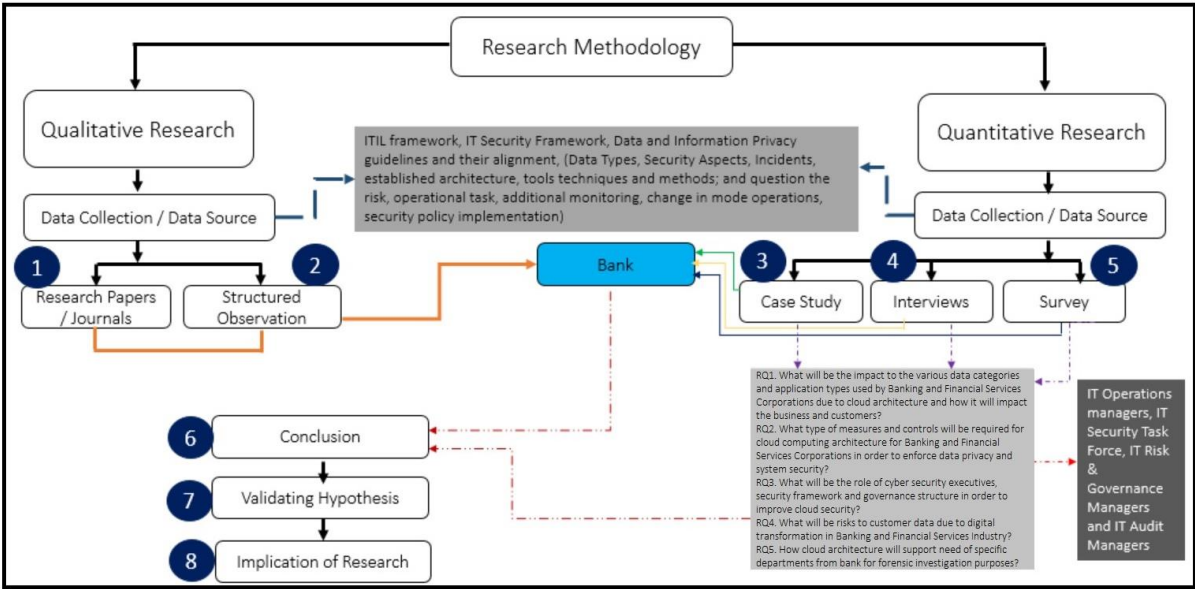 Research Methodology
Qualitative Research
Quantitative Research
ITIL framework, IT Security Framework, Data and Information Privacy
guidelines and their alignment, (Data Types, Security Aspects, Incidents,
established architecture, tools techniques and methods; and question the
risk, operational task, additional monitoring, change in mode operations,
security policy implementation)
Data Collection / Data Source
Data Collection / Data Source
1
2
Bank
3
4
5
Research Papers
/ Journals
Structured
Observation
Case Study
Interviews
Survey
RQ1. What will be the impact to the various data categories
and application types used by Banking and Financial Services
Corporations due to cloud architecture and how it will impact
the business and customers?
RQ2. What type of measures and controls will be required for
cloud computing architecture for Banking and Financial
Services Corporations in order to enforce data privacy and
system security?
RQ3. What will be the role of cyber security executives,
security framework and governance structure in order to
improve cloud security?
RQ4. What will be risks to customer data due to digital
transformation in Banking and Financial Services Industry?
RQ5. How cloud architecture will support need of specific
departments from bank for forensic investigation purposes?
IT Operations
managers, IT
Security Task
Force, IT Risk
&
Governance
Managers
and IT Audit
Managers
6
Conclusion
7
Validating Hypothesis
8
Implication of Research